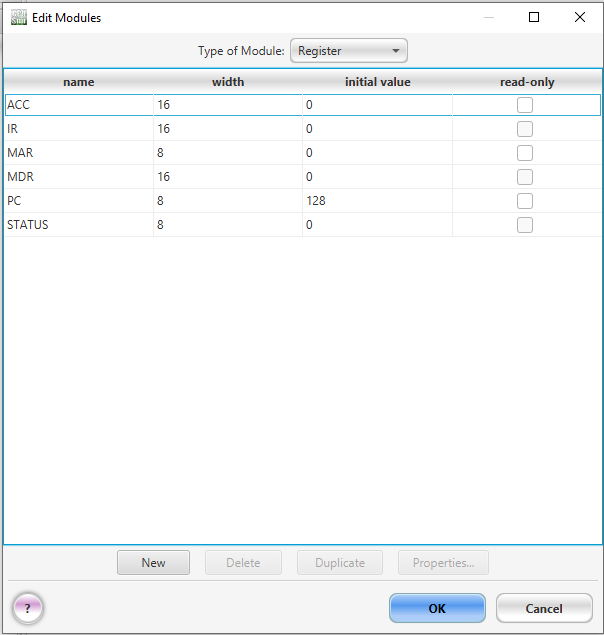 Edit Modules
Type of Module: Register
name width initial value read-only
ACC 16 0
IR 16 0
MAR 8 0
MDR 16 0
PC 8 128
STATUS 8 0
New Delete Duplicate Properties...
? OK Cancel